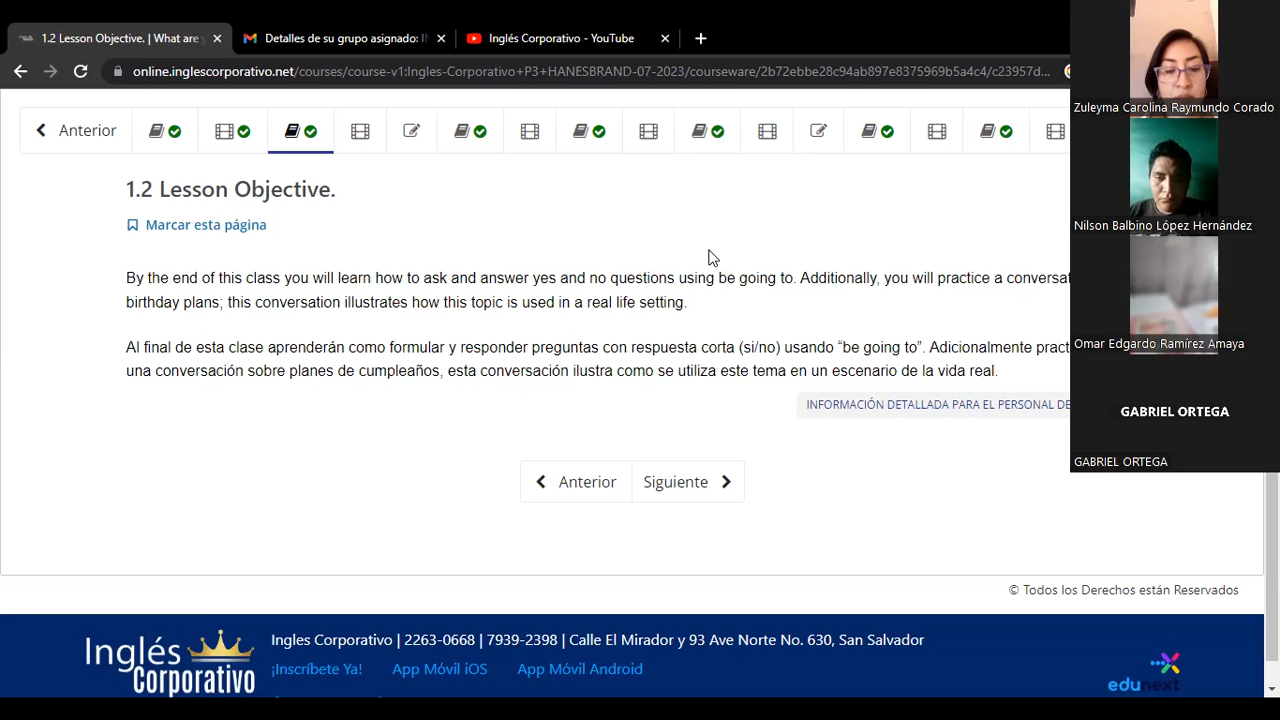 1.2 Lesson Objective. | What are y
Detalles de su grupo asignado: I
Inglés Corporativo - YouTube
online.inglescorporativo.net/courses/course-v1:Ingles-Corporativo+P3+HANESBRAND-07-2023/courseware/2b72ebbe28c94ab897e8375969b5a4c4/c23957d...
Anterior
1.2 Lesson Objective.
Marcar esta página
By the end of this class you will learn how to ask and answer yes and no questions using be going to. Additionally, you will practice a conversat
birthday plans; this conversation illustrates how this topic is used in a real life setting.
Al final de esta clase aprenderán como formular y responder preguntas con respuesta corta (si/no) usando “be going to”. Adicionalmente pract
una conversación sobre planes de cumpleaños, esta conversación ilustra como se utiliza este tema en un escenario de la vida real.
INFORMACIÓN DETALLADA PARA EL PERSONAL DE
Anterior Siguiente
© Todos los Derechos están Reservados
Inglés Corporativo
Ingles Corporativo | 2263-0668 | 7939-2398 | Calle El Mirador y 93 Ave Norte No. 630, San Salvador
¡Inscríbete Ya! App Móvil iOS App Móvil Android
edunext
Zuleyma Carolina Raymundo Corado
Nilson Balbino López Hernández
Omar Edgardo Ramírez Amaya
GABRIEL ORTEGA
GABRIEL ORTEGA